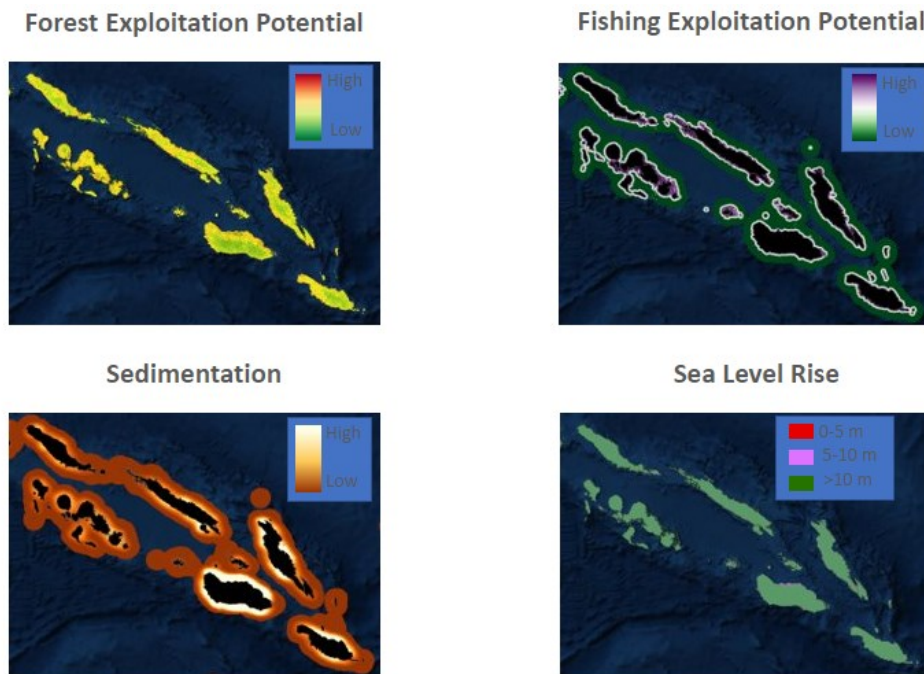 Forest Exploitation Potential
Fishing Exploitation Potential
High
Low
High
Low
Sedimentation
Sea Level Rise
High
Low
0-5 m
5-10 m
>10 m